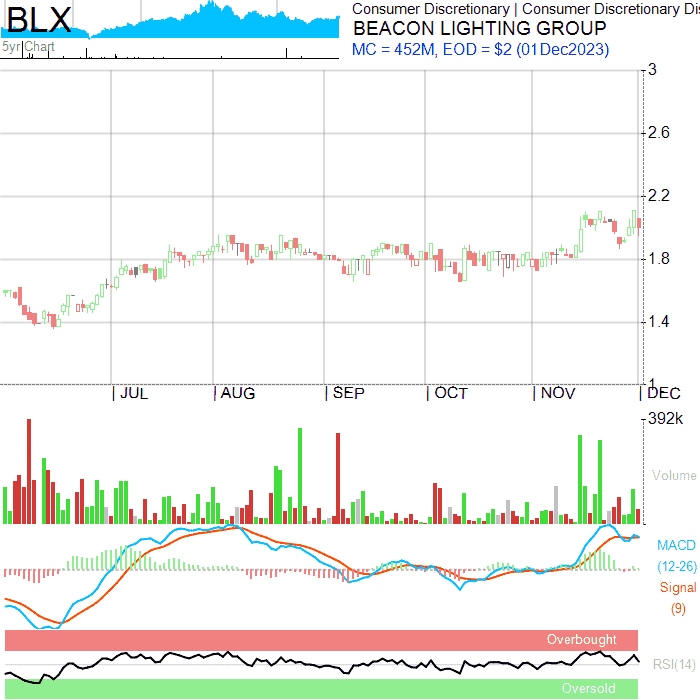 BLX
5yr Chart
Consumer Discretionary | Consumer Discretionary Dis
BEACON LIGHTING GROUP
MC = 452M, EOD = $2 (01Dec2023)
3
2.6
2.2
1.8
1.4
1
JUL AUG SEP OCT NOV DEC
392k
Volume
MACD
(12-26)
Signal
(9)
Overbought
RSI(14)
Oversold